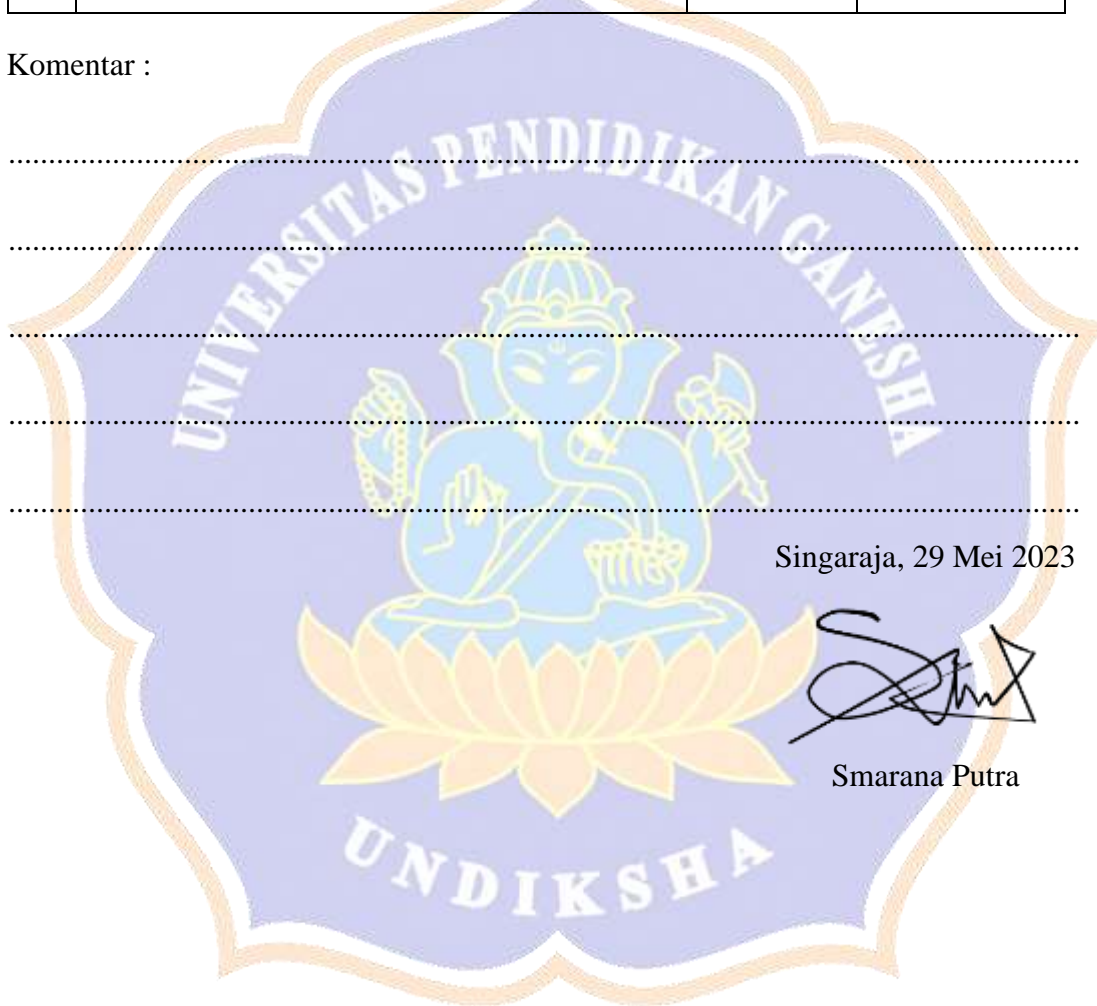 Komentar :
UNIVERSITAS PENDIDIKAN GANESHA
..........................................................................................................................................
..........................................................................................................................................
..........................................................................................................................................
..........................................................................................................................................
..........................................................................................................................................
Singaraja, 29 Mei 2023
Smarana Putra
UNDIKSHA